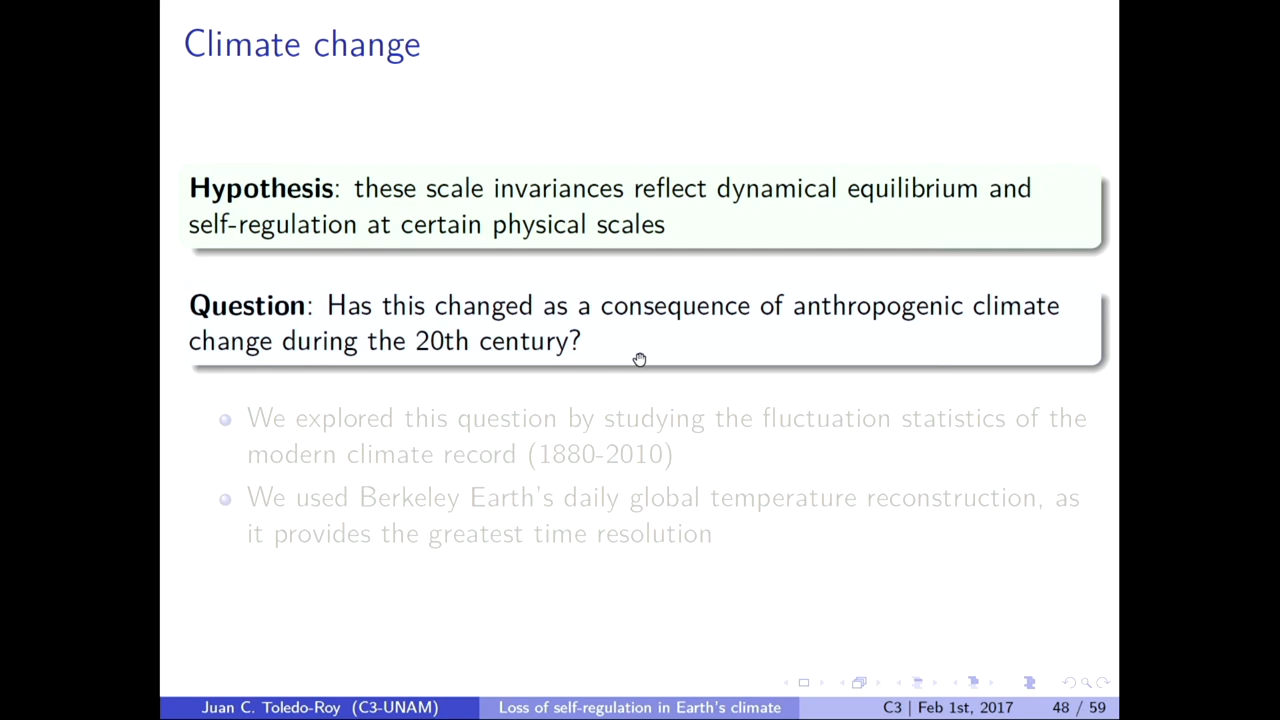 Climate change
Hypothesis: these scale invariances reflect dynamical equilibrium and
self-regulation at certain physical scales
Question: Has this changed as a consequence of anthropogenic climate
change during the 20th century?
We explored this question by studying the fluctuation statistics of the
modern climate record (1880-2010)
We used Berkeley Earth's daily global temperature reconstruction, as
it provides the greatest time resolution
Juan C. Toledo-Roy (C3-UNAM) Loss of self-regulation in Earth's climate C3 | Feb 1st, 2017 48 / 59